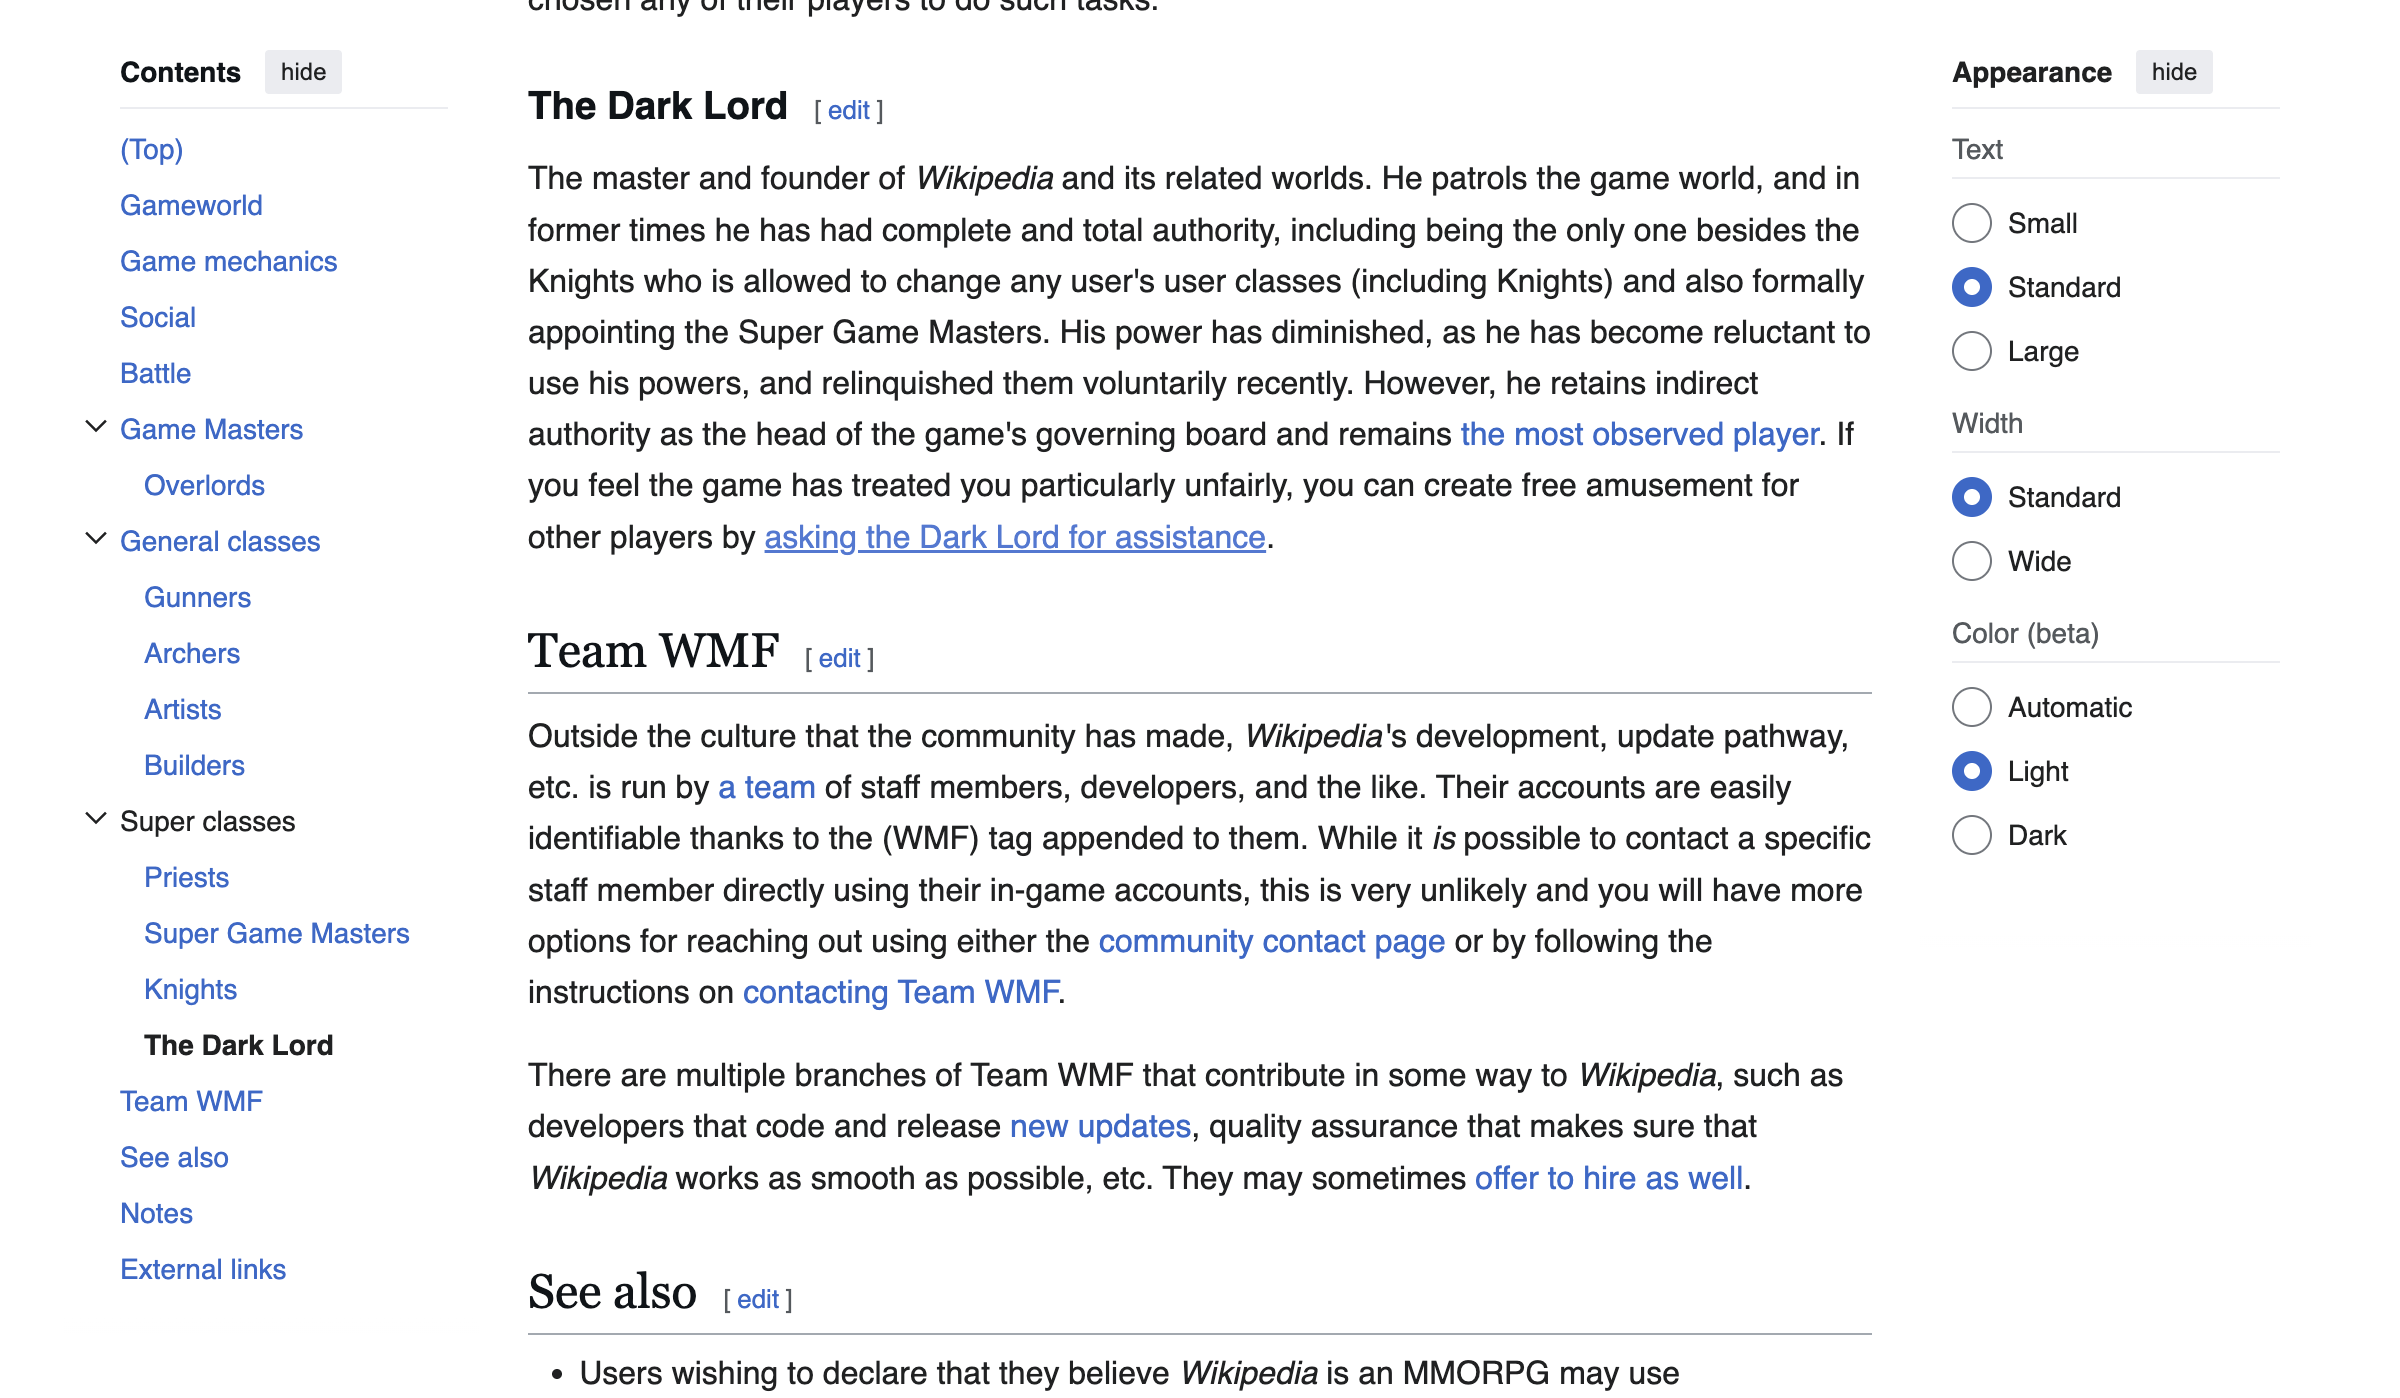 chosen any of their players to do such tasks.
Contents hide
(Top)
Gameworld
Game mechanics
Social
Battle
Game Masters
Overlords
General classes
Gunners
Archers
Artists
Builders
Super classes
Priests
Super Game Masters
Knights
The Dark Lord
Team WMF
See also
Notes
External links
The Dark Lord [ edit ]
The master and founder of Wikipedia and its related worlds. He patrols the game world, and in
former times he has had complete and total authority, including being the only one besides the
Knights who is allowed to change any user's user classes (including Knights) and also formally
appointing the Super Game Masters. His power has diminished, as he has become reluctant to
use his powers, and relinquished them voluntarily recently. However, he retains indirect
authority as the head of the game's governing board and remains the most observed player. If
you feel the game has treated you particularly unfairly, you can create free amusement for
other players by asking the Dark Lord for assistance.
Team WMF [ edit ]
Outside the culture that the community has made, Wikipedia's development, update pathway,
etc. is run by a team of staff members, developers, and the like. Their accounts are easily
identifiable thanks to the (WMF) tag appended to them. While it is possible to contact a specific
staff member directly using their in-game accounts, this is very unlikely and you will have more
options for reaching out using either the community contact page or by following the
instructions on contacting Team WMF.
There are multiple branches of Team WMF that contribute in some way to Wikipedia, such as
developers that code and release new updates, quality assurance that makes sure that
Wikipedia works as smooth as possible, etc. They may sometimes offer to hire as well.
See also [ edit ]
• Users wishing to declare that they believe Wikipedia is an MMORPG may use
Appearance hide
Text
Small
Standard
Large
Width
Standard
Wide
Color (beta)
Automatic
Light
Dark